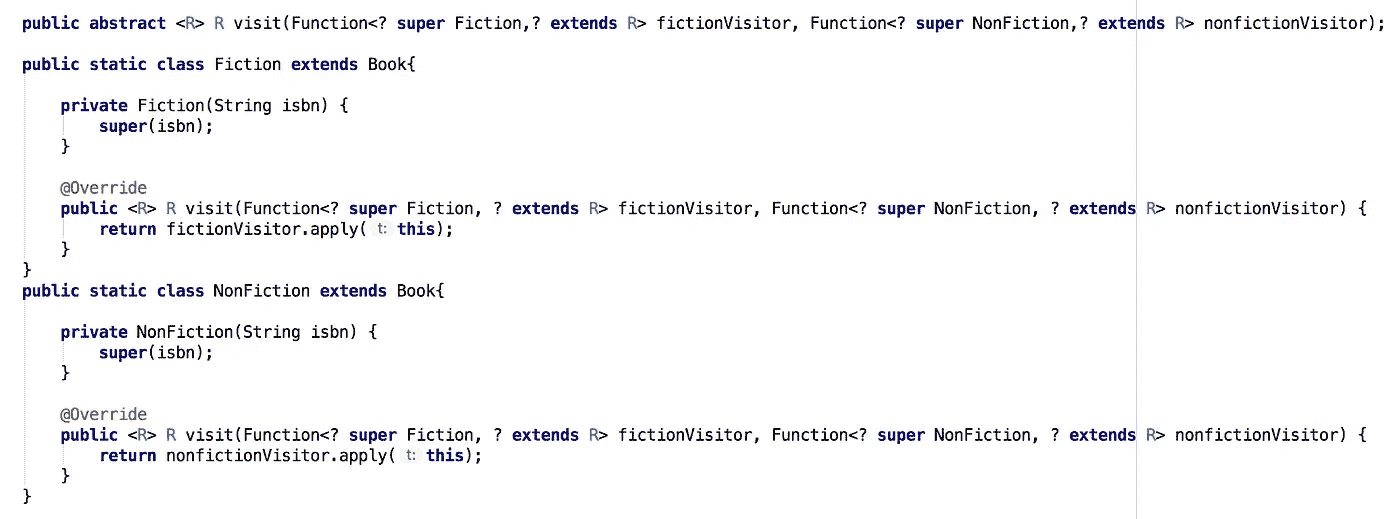 public abstract <R> R visit(Function<? super Fiction,? extends R> fictionVisitor, Function<? super NonFiction,? extends R> nonfictionVisitor);
public static class Fiction extends Book{
private Fiction(String isbn) {
super(isbn);
}
@Override
public <R> R visit(Function<? super Fiction, ? extends R> fictionVisitor, Function<? super NonFiction, ? extends R> nonfictionVisitor) {
return fictionVisitor.apply( t: this);
}
}
public static class NonFiction extends Book{
private NonFiction(String isbn) {
super(isbn);
}
@Override
public <R> R visit(Function<? super Fiction, ? extends R> fictionVisitor, Function<? super NonFiction, ? extends R> nonfictionVisitor) {
return nonfictionVisitor.apply( t: this);
}
}